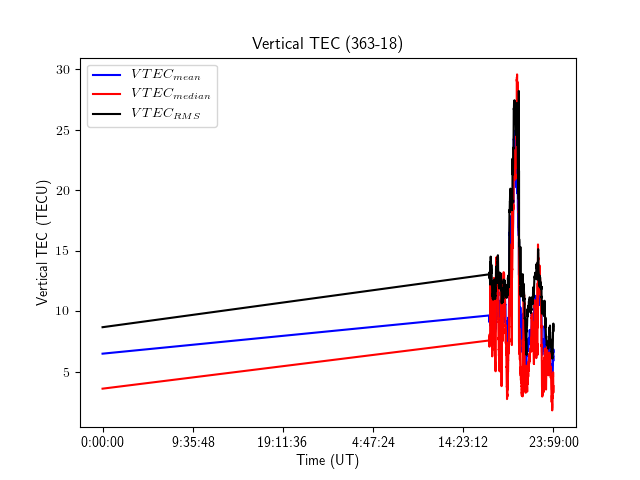 Vertical TEC (363-18)
VTEC_mean
VTEC_median
VTEC_RMS
Vertical TEC (TECU)
30
25
20
15
10
5
0:00:00 9:35:48 19:11:36 4:47:24 14:23:12 23:59:00
Time (UT)